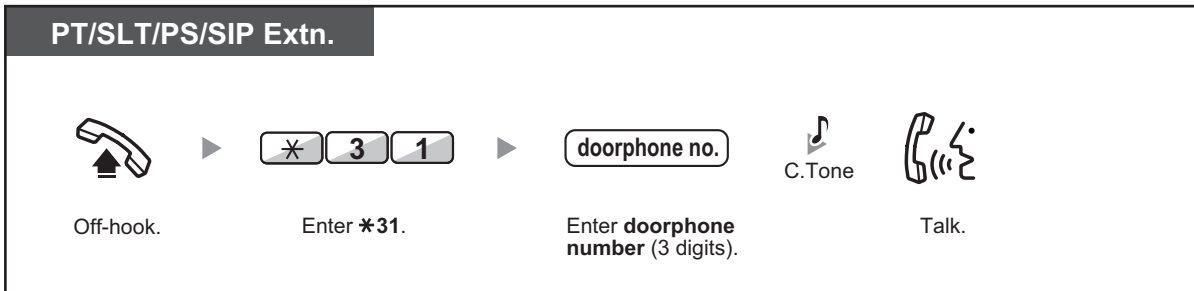 PT/SLT/PS/SIP Extn.
* 3 1
doorphone no.
C.Tone
Off-hook.
Enter *31.
Enter doorphone
number (3 digits).
Talk.